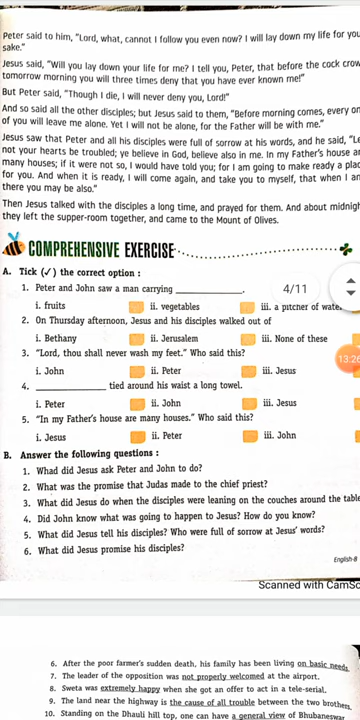 Peter said to him, "Lord, what, cannot I follow you even now? I will lay down my life for you
sake."
Jesus said, "Will you lay down your life for me? I tell you, Peter, that before the cock crow
tomorrow morning you will three times deny that you have ever known me!"
But Peter said, "Though I die, I will never deny you, Lord!"
And so said all the other disciples; but Jesus said to them, "Before morning comes, every on
of you will leave me alone. Yet I will not be alone, for the Father will be with me."
Jesus saw that Peter and all his disciples were full of sorrow at his words, and he said, "Le
not your hearts be troubled; ye believe in God, believe also in me. In my Father's house ar
many houses; if it were not so, I would have told you; for I am going to make ready a plac
for you. And when it is ready, I will come again, and take you to myself, that when I am
there you may be also."
Then Jesus talked with the disciples a long time, and prayed for them. And about midnigh
they left the supper-room together, and came to the Mount of Olives.
COMPREHENSIVE EXERCISE
A. Tick (✓) the correct option :
1. Peter and John saw a man carrying ____________.
4/11
i. fruits ii. vegetables iii. a pitcher of wate
2. On Thursday afternoon, Jesus and his disciples walked out of
i. Bethany ii. Jerusalem iii. None of these
3. "Lord, thou shall never wash my feet." Who said this?
13:26
i. John ii. Peter iii. Jesus
4. ____________ tied around his waist a long towel.
i. Peter ii. John iii. Jesus
5. "In my Father's house are many houses." Who said this?
i. Jesus ii. Peter iii. John
B. Answer the following questions :
1. Whad did Jesus ask Peter and John to do?
2. What was the promise that Judas made to the chief priest?
3. What did Jesus do when the disciples were leaning on the couches around the table
4. Did John know what was going to happen to Jesus? How do you know?
5. What did Jesus tell his disciples? Who were full of sorrow at Jesus' words?
6. What did Jesus promise his disciples?
English-8
Scanned with CamSc
6. After the poor farmer's sudden death, his family has been living on basic needs.
7. The leader of the opposition was not properly welcomed at the airport.
8. Sweta was extremely happy when she got an offer to act in a tele-serial.
9. The land near the highway is the cause of all trouble between the two brothers.
10. Standing on the Dhauli hill top, one can have a general view of Bhubaneswa